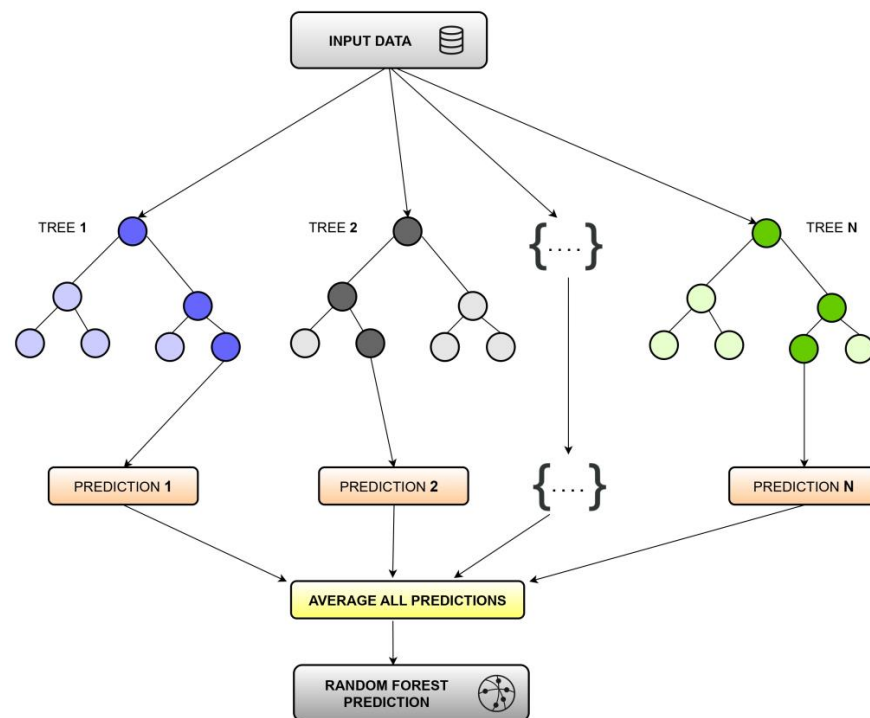 INPUT DATA
TREE 1
TREE 2
{....}
TREE N
PREDICTION 1
PREDICTION 2
{....}
PREDICTION N
AVERAGE ALL PREDICTIONS
RANDOM FOREST
PREDICTION